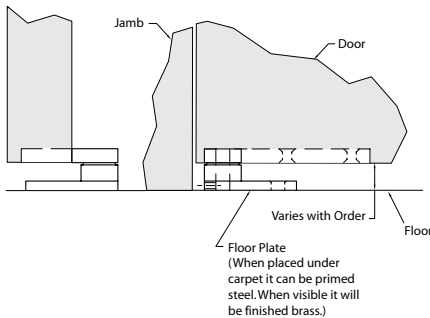 Jamb
Door
Varies with Order
Floor
Floor Plate
(When placed under
carpet it can be primed
steel. When visible it will
be finished brass.)